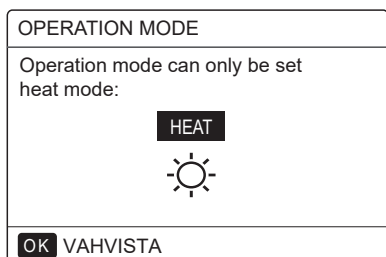 OPERATION MODE
Operation mode can only be set
heat mode:
HEAT
OK VAHVISTA